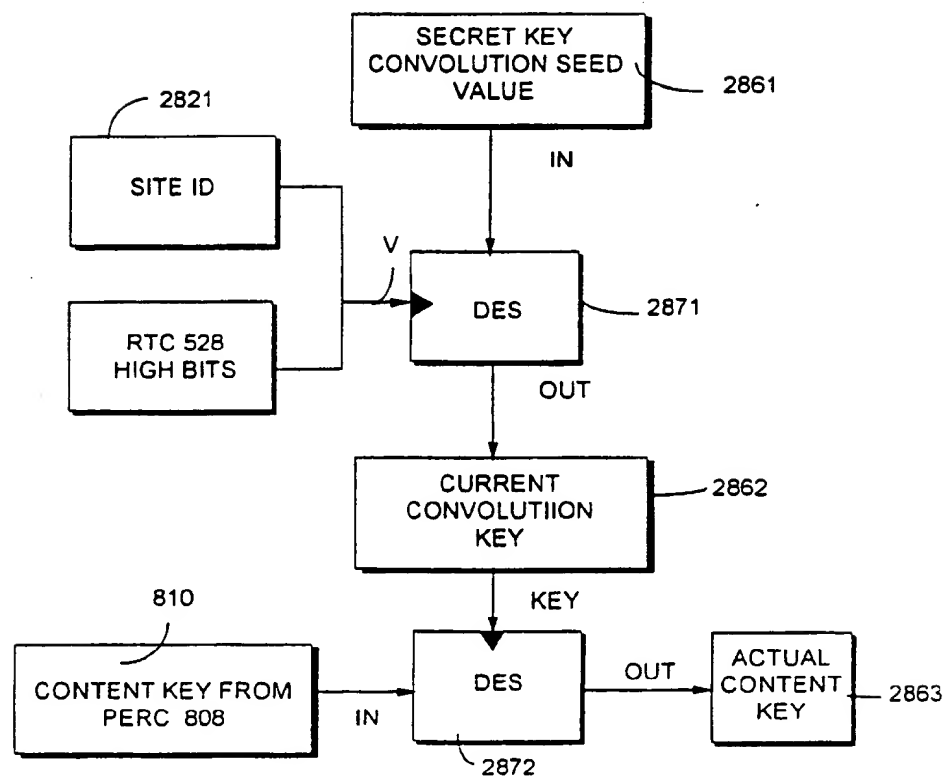 SECRET KEY
CONVOLUTION SEED
VALUE
2861
2821
IN
SITE ID
V
DES
2871
RTC 528
HIGH BITS
OUT
CURRENT
CONVOLUTIION
KEY
2862
KEY
810
CONTENT KEY FROM
PERC 808
IN
DES
OUT
ACTUAL
CONTENT
KEY
2863
2872